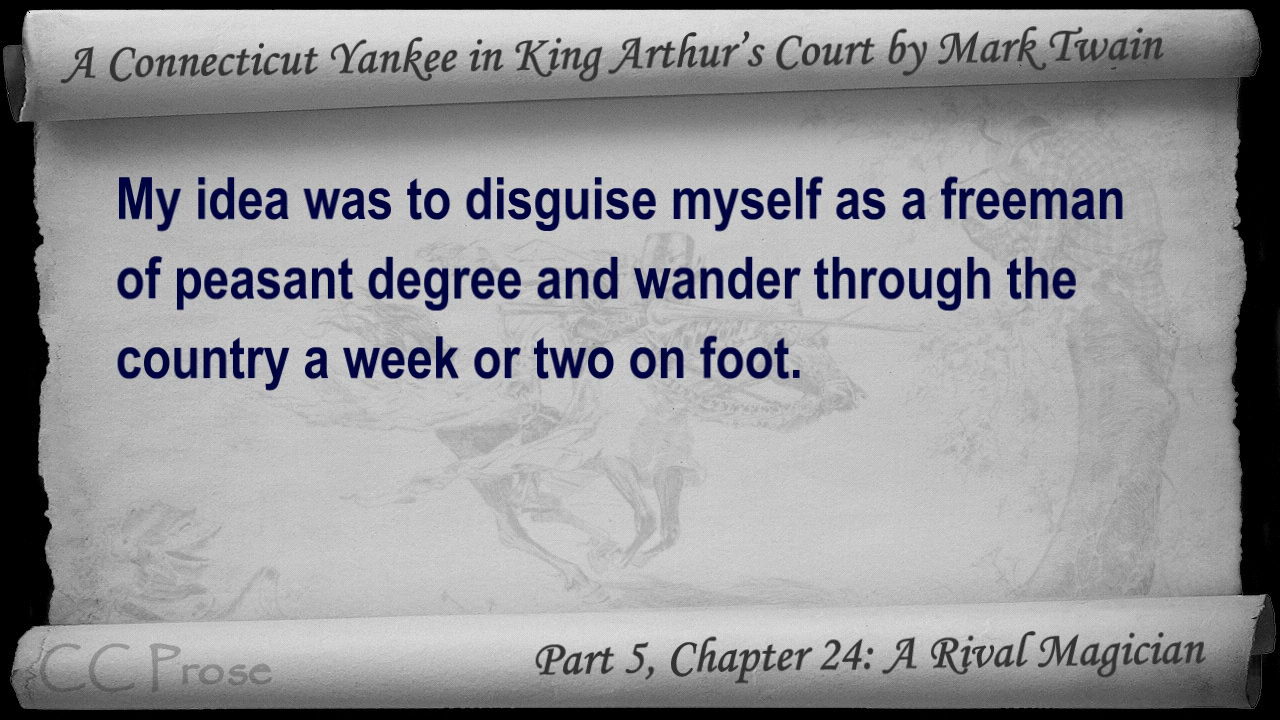 A Connecticut Yankee in King Arthur's Court by Mark Twain
My idea was to disguise myself as a freeman
of peasant degree and wander through the
country a week or two on foot.
CC Prose
Part 5, Chapter 24: A Rival Magician